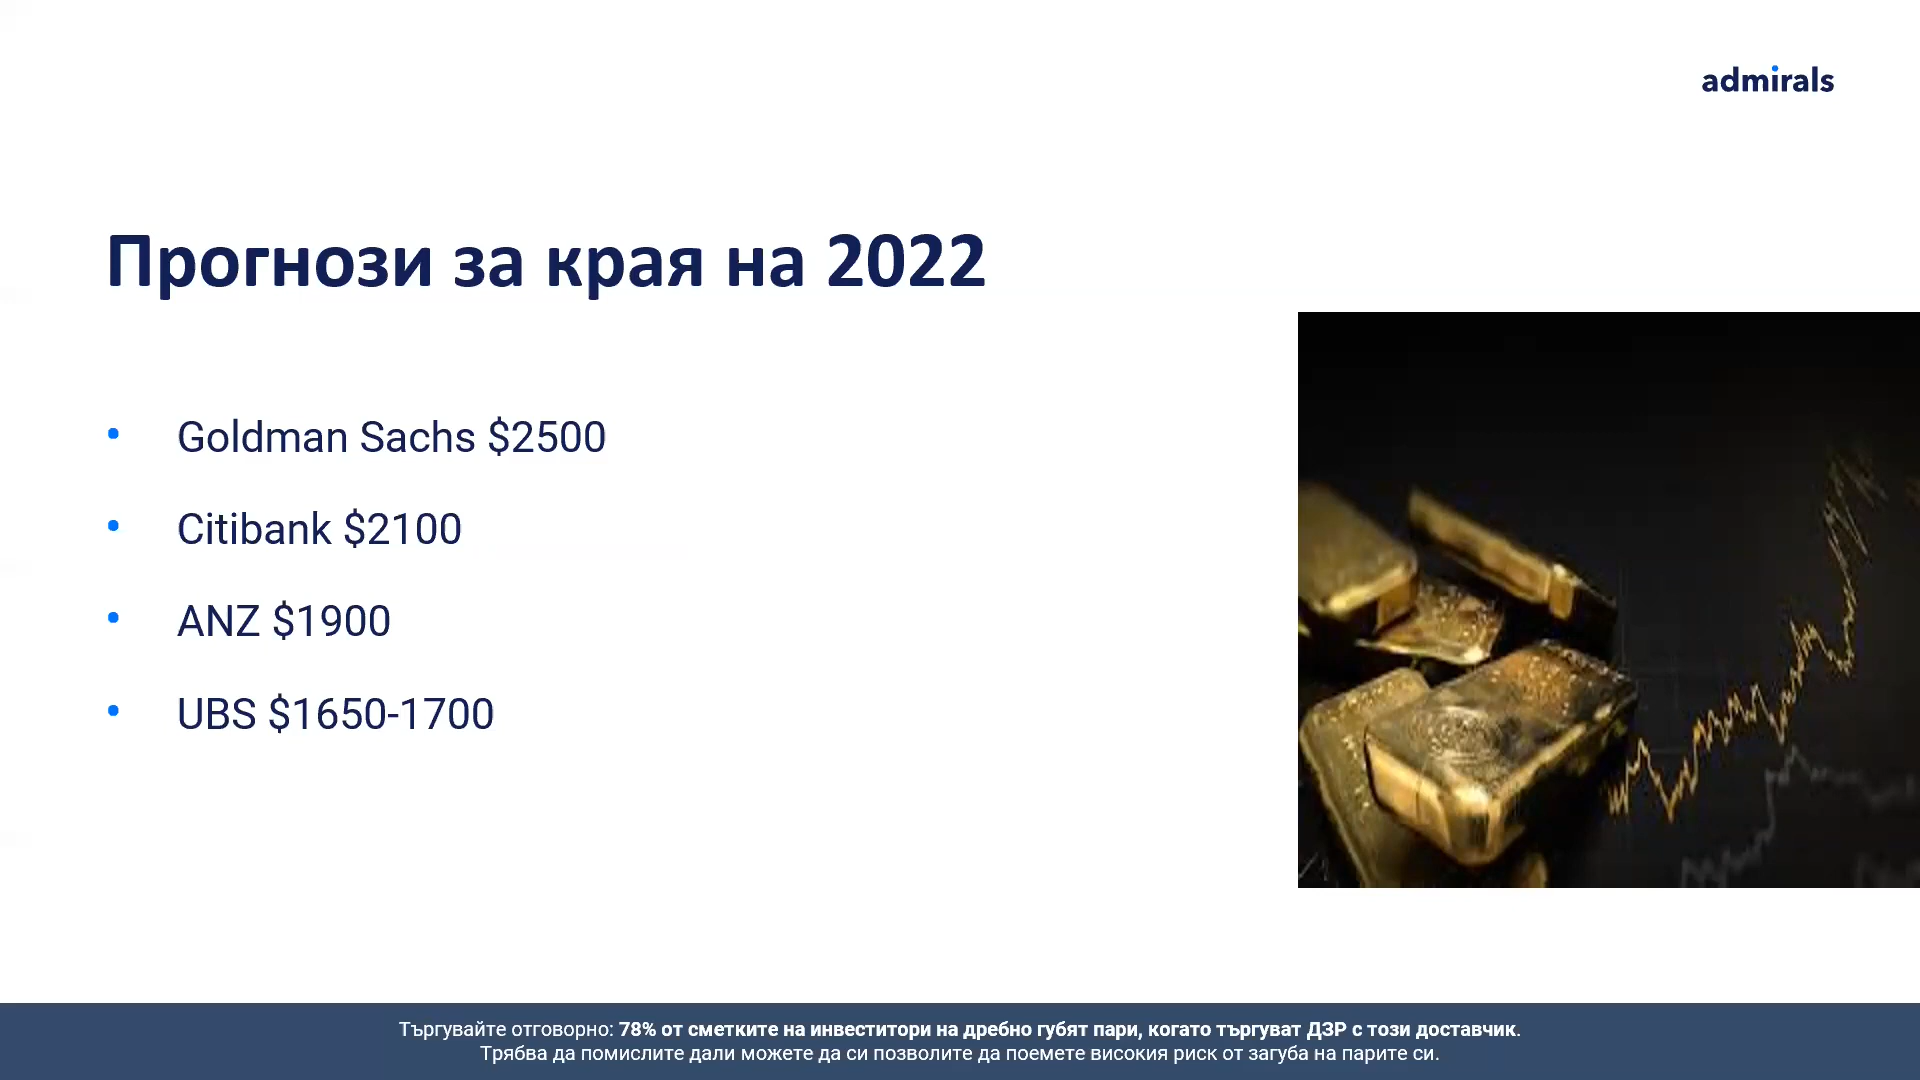 admirals
Прогнози за края на 2022
• Goldman Sachs $2500
• Citibank $2100
• ANZ $1900
• UBS $1650-1700
Търгувайте отговорно: 78% от сметките на инвеститори на дребно губят пари, когато търгуват ДЗР с този доставчик.
Трябва да помислите дали можете да си позволите да поемете високия риск от загуба на парите си.